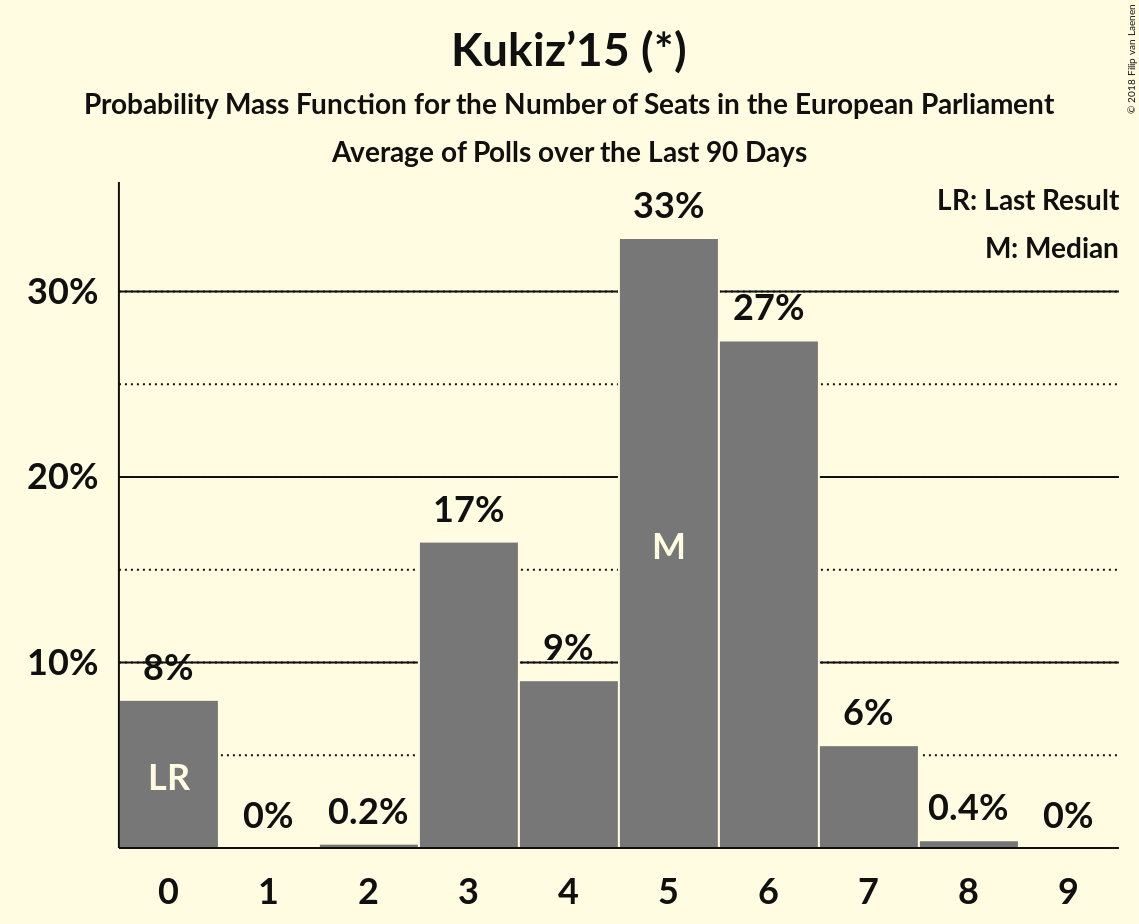 Kukiz’15 (*)
Probability Mass Function for the Number of Seats in the European Parliament
Average of Polls over the Last 90 Days
© 2018 Filip van Laenen
LR: Last Result
M: Median
30%
20%
10%
8%
0%
0.2%
17%
9%
33%
27%
6%
0.4%
0%
LR
M
0 1 2 3 4 5 6 7 8 9